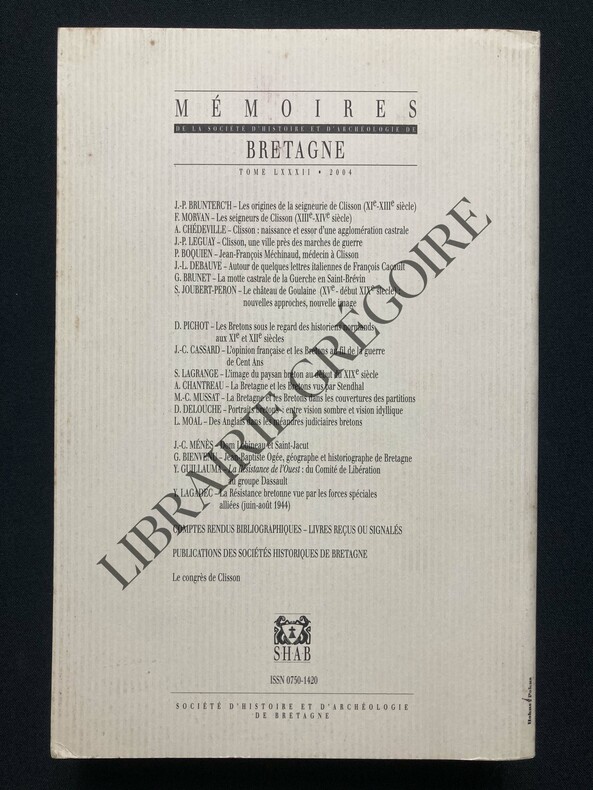 MÉMOIRES
DE LA SOCIÉTÉ D'HISTOIRE ET D'ARCHÉOLOGIE DE
BRETAGNE
TOME LXXXII • 2004
J.-P. BRUNTERC'H – Les origines de la seigneurie de Clisson (XIe-XIIIe siècle)
F. MORVAN – Les seigneurs de Clisson (XIIIe-XIVe siècle)
A. CHÉDEVILLE – Clisson : naissance et essor d'une agglomération castrale
J.-P. LEGUAY – Clisson, une ville près des marches de guerre
P. BOQUIEN – Jean-François Méchinaud, médecin à Clisson
J.-L. DEBAUVE – Autour de quelques lettres italiennes de François Cacault
G. BRUNET – La motte castrale de la Guerche en Saint-Brévin
S. JOUBERT-PERON – Le château de Goulaine (XVe - début XIXe siècle) :
nouvelles approches, nouvelle image
D. PICHOT – Les Bretons sous le regard des historiens normands
aux XIe et XIIe siècles
J.-C. CASSARD – L'opinion française et les Bretons au fil de la guerre
de Cent Ans
S. LAGRANGE – L'image du paysan breton au début du XIXe siècle
A. CHANTREAU – La Bretagne et les Bretons vus par Stendhal
M.-C. MUSSAT – La Bretagne et les Bretons dans les couvertures des partitions
D. DELOUCHE – Portraits bretons : entre vision sombre et vision idyllique
L. MOAL – Des Anglais dans les méandres judiciaires bretons
J.-C. MÉNÈS – Dom Lobineau et Saint-Jacut
G. BIENVENU – Jean-Baptiste Ogée, géographe et historiographe de Bretagne
Y. GUILLAUMA – La Résistance de l'Ouest : du Comité de Libération
au groupe Dassault
Y. LAGADEC – La Résistance bretonne vue par les forces spéciales
alliées (juin-août 1944)
COMPTES RENDUS BIBLIOGRAPHIQUES – LIVRES REÇUS OU SIGNALÉS
PUBLICATIONS DES SOCIÉTÉS HISTORIQUES DE BRETAGNE
Le congrès de Clisson
SHAB
ISSN 0750-1420
SOCIÉTÉ D'HISTOIRE ET D'ARCHÉOLOGIE
DE BRETAGNE
LIBRAIRIE GRÉGOIRE